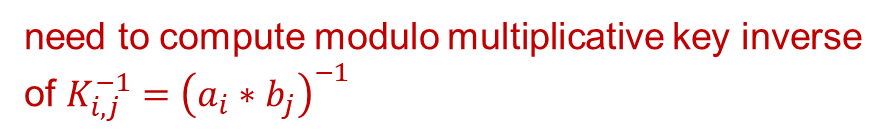 need to compute modulo multiplicative key inverse
of $K_{i,j}^{-1} = (a_i * b_j)^{-1}$